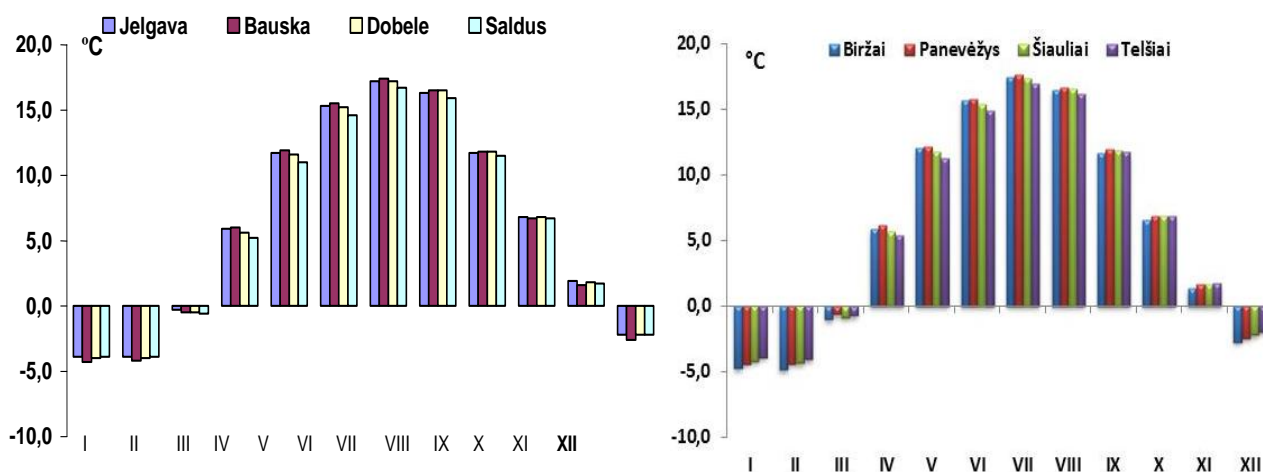 Jelgava Bauska Dobele Saldus
°C
20,0
15,0
10,0
5,0
0,0
-5,0
-10,0
I II III IV V VI VII VIII IX X XI XII
Biržai Panevėžys Šiauliai Telšiai
°C
20,0
15,0
10,0
5,0
0,0
-5,0
-10,0
I II III IV V VI VII VIII IX X XI XII